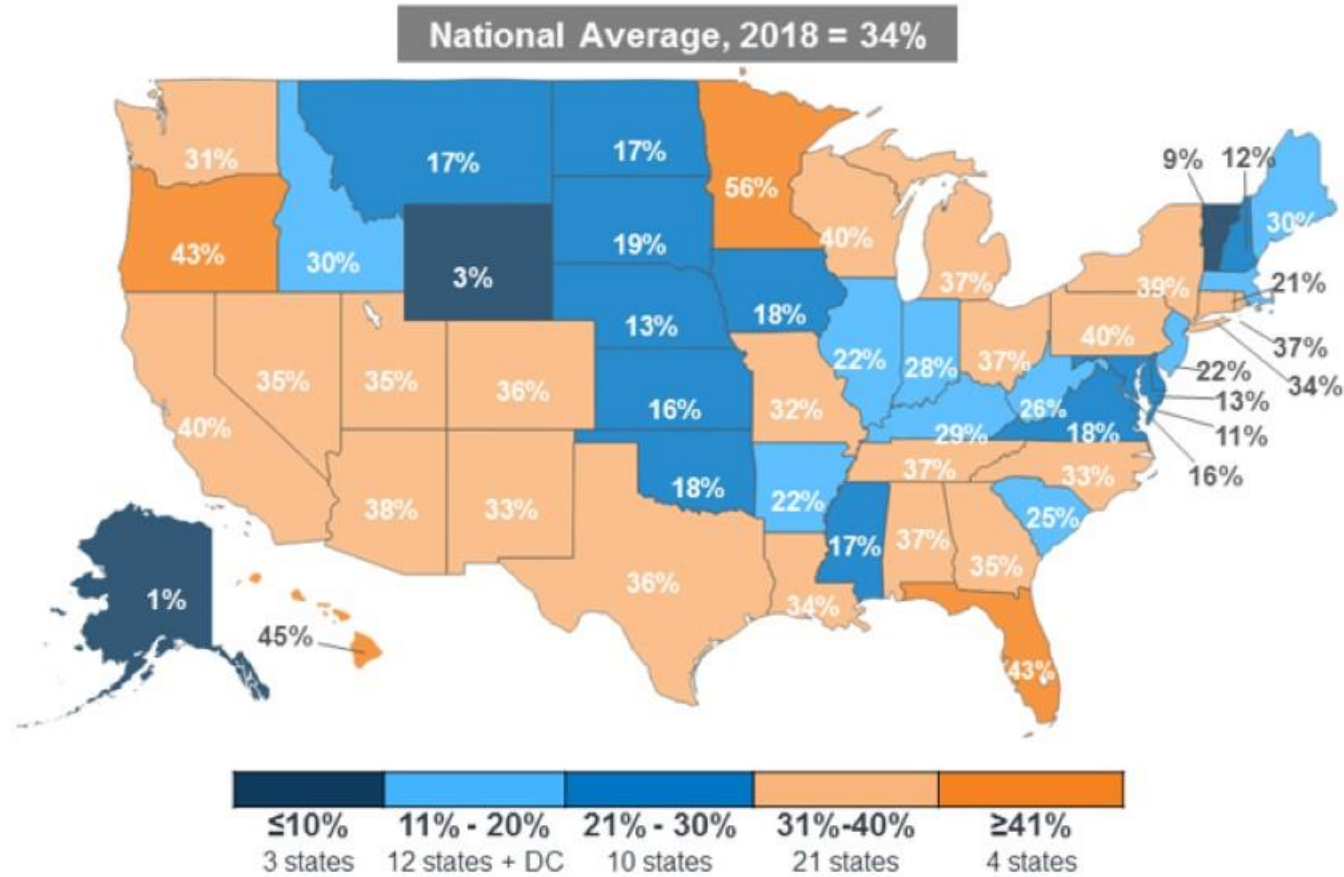 National Average, 2018 = 34%
9% 12%
31% 17% 17% 56% 30%
43% 30% 3% 19% 40% 37% 39% 21%
13% 18% 40% 37%
35% 35% 36% 22% 28% 37% 22% 34%
40% 16% 32% 29% 26% 18% 13%
11%
38% 33% 18% 22% 37% 33% 16%
17% 37% 35% 25%
1% 36% 34%
45% 43%
≤10% 11% - 20% 21% - 30% 31%-40% ≥41%
3 states 12 states + DC 10 states 21 states 4 states